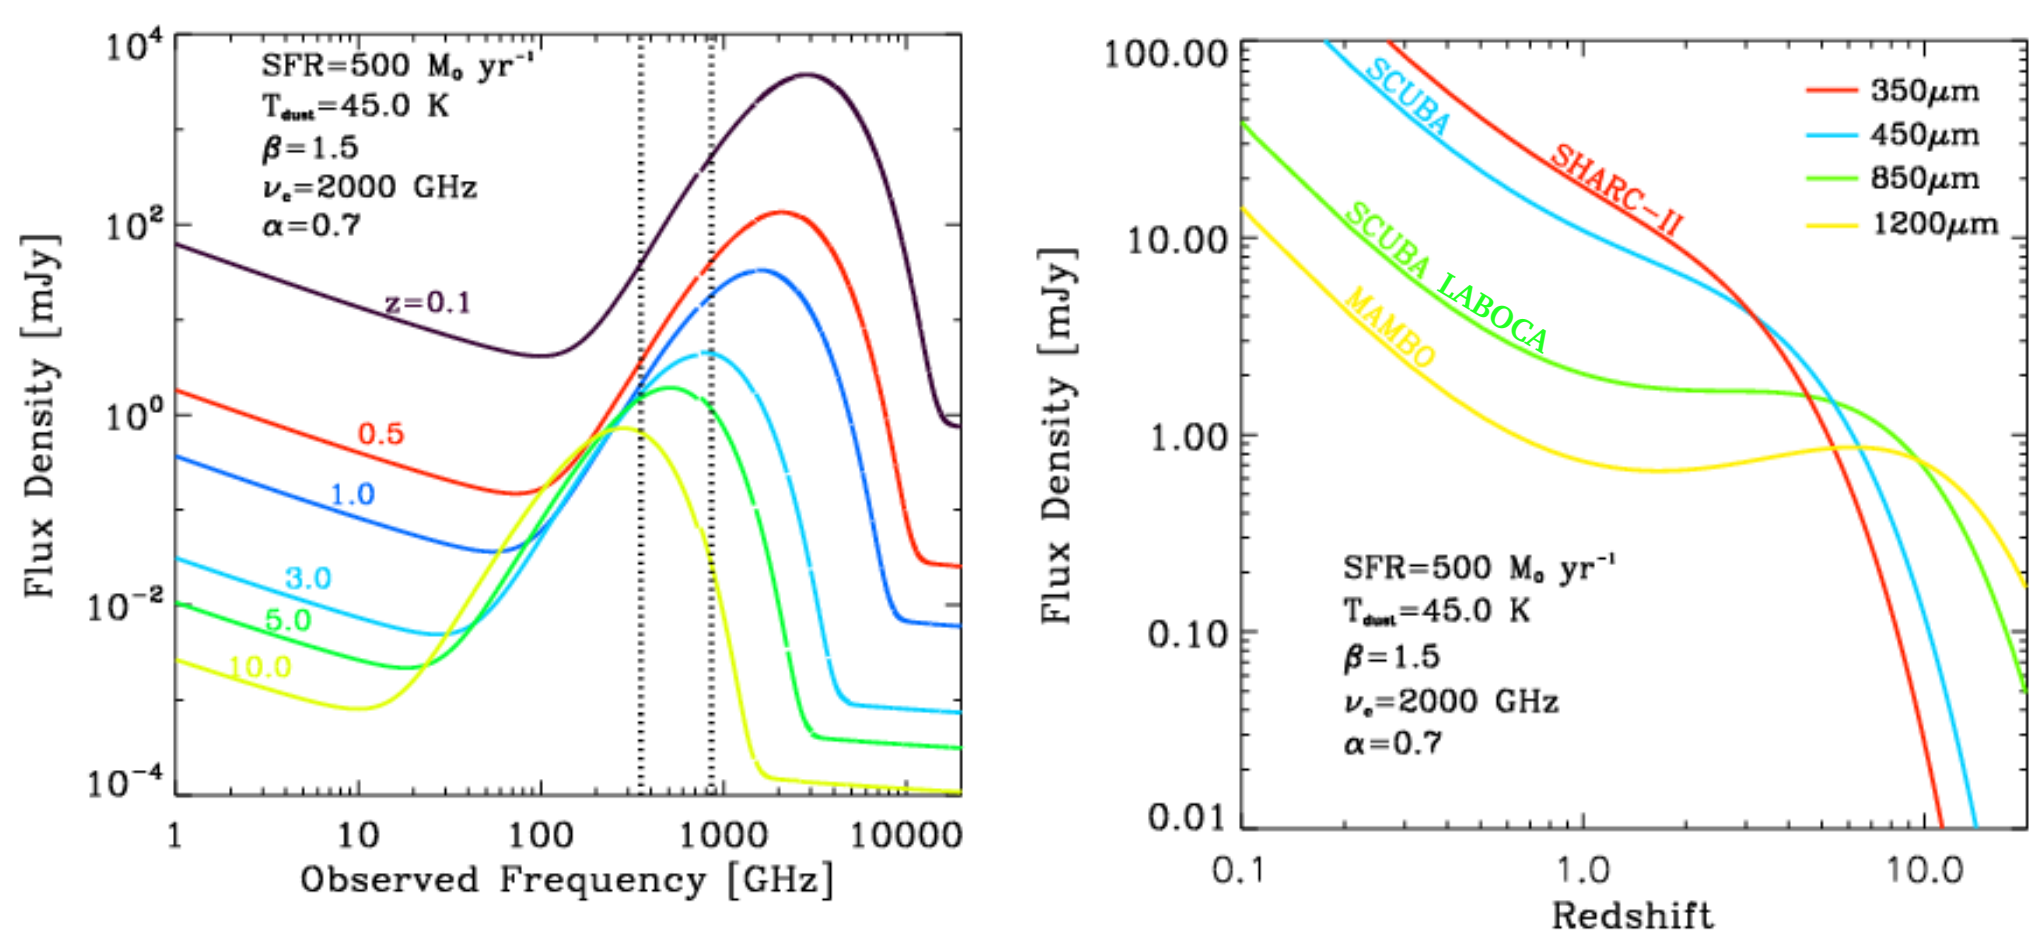 10⁴
10²
10⁰
10⁻²
10⁻⁴
Flux Density [mJy]
SFR=500 M₀ yr⁻¹
T_dust=45.0 K
β=1.5
ν_c=2000 GHz
α=0.7
z=0.1
0.5
1.0
3.0
5.0
10.0
1 10 100 1000 10000
Observed Frequency [GHz]
100.00
10.00
1.00
0.10
0.01
Flux Density [mJy]
SCUBA
SHARC-II
SCUBA LABOCA
MAMBO
350μm
450μm
850μm
1200μm
SFR=500 M₀ yr⁻¹
T_dust=45.0 K
β=1.5
ν_c=2000 GHz
α=0.7
0.1 1.0 10.0
Redshift